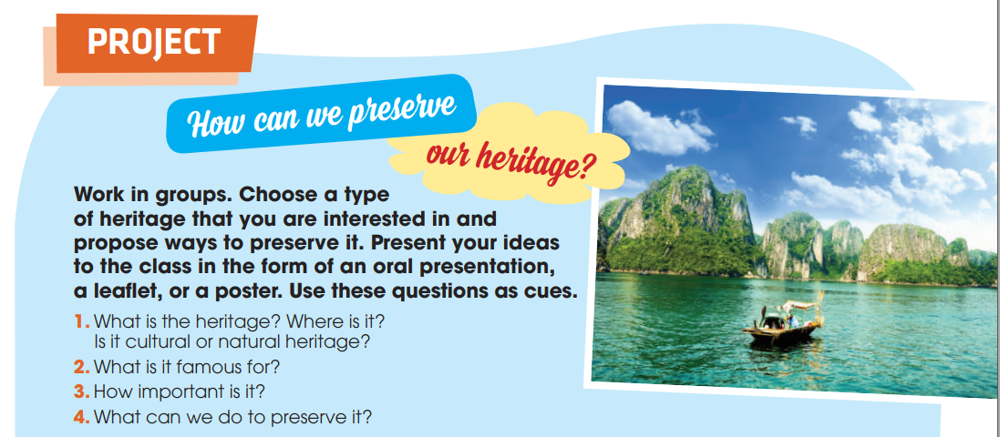 PROJECT
How can we preserve
our heritage?
Work in groups. Choose a type
of heritage that you are interested in and
propose ways to preserve it. Present your ideas
to the class in the form of an oral presentation,
a leaflet, or a poster. Use these questions as cues.
1. What is the heritage? Where is it?
Is it cultural or natural heritage?
2. What is it famous for?
3. How important is it?
4. What can we do to preserve it?